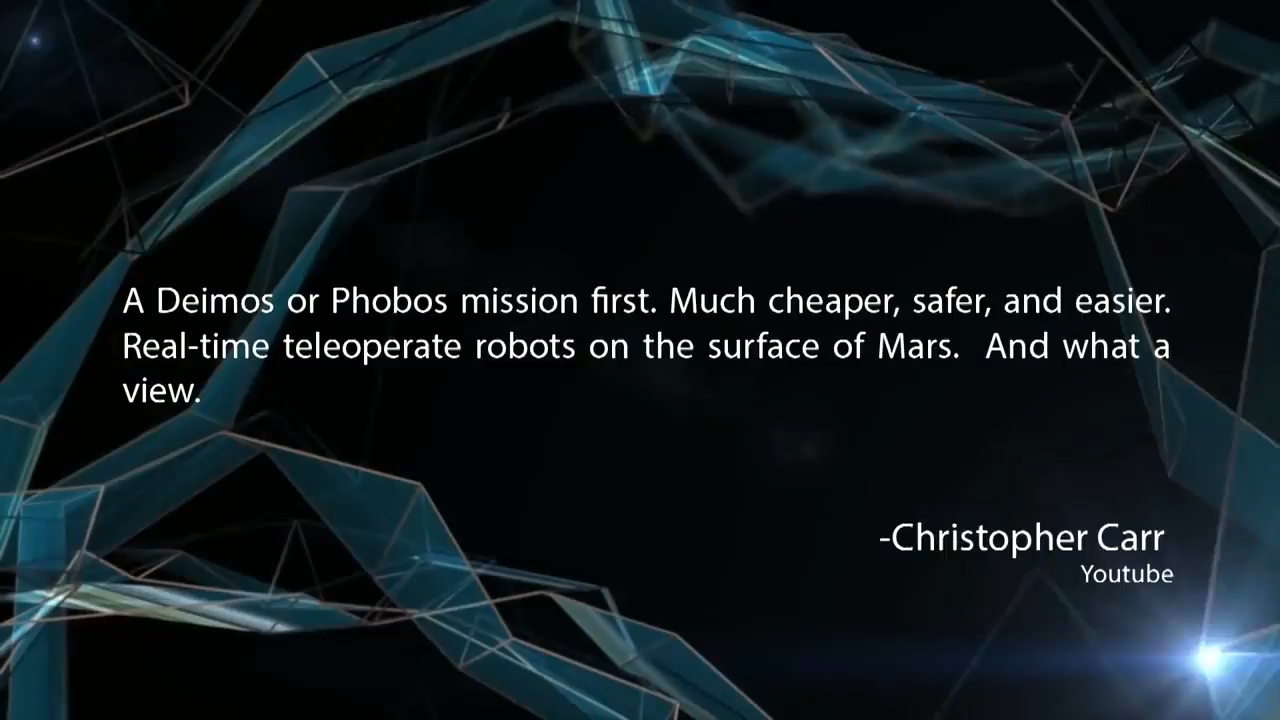 A Deimos or Phobos mission first. Much cheaper, safer, and easier.
Real-time teleoperate robots on the surface of Mars.  And what a
view.
-Christopher Carr
Youtube